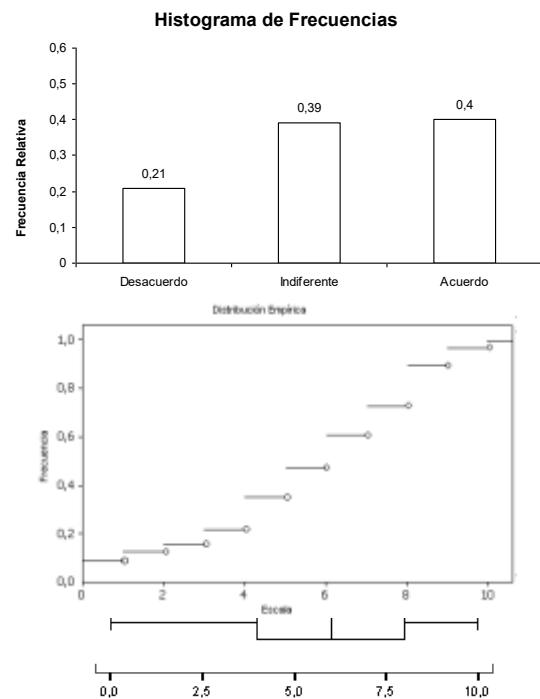 Histograma de Frecuencias
Frecuencia Relativa
0,6
0,5
0,4
0,3
0,2
0,1
0
0,21
0,39
0,4
Desacuerdo Indiferente Acuerdo
Distribución Empírica
Frecuencia
1,0
0,8
0,6
0,4
0,2
0,0
0 2 4 6 8 10
Escala
0,0 2,5 5,0 7,5 10,0